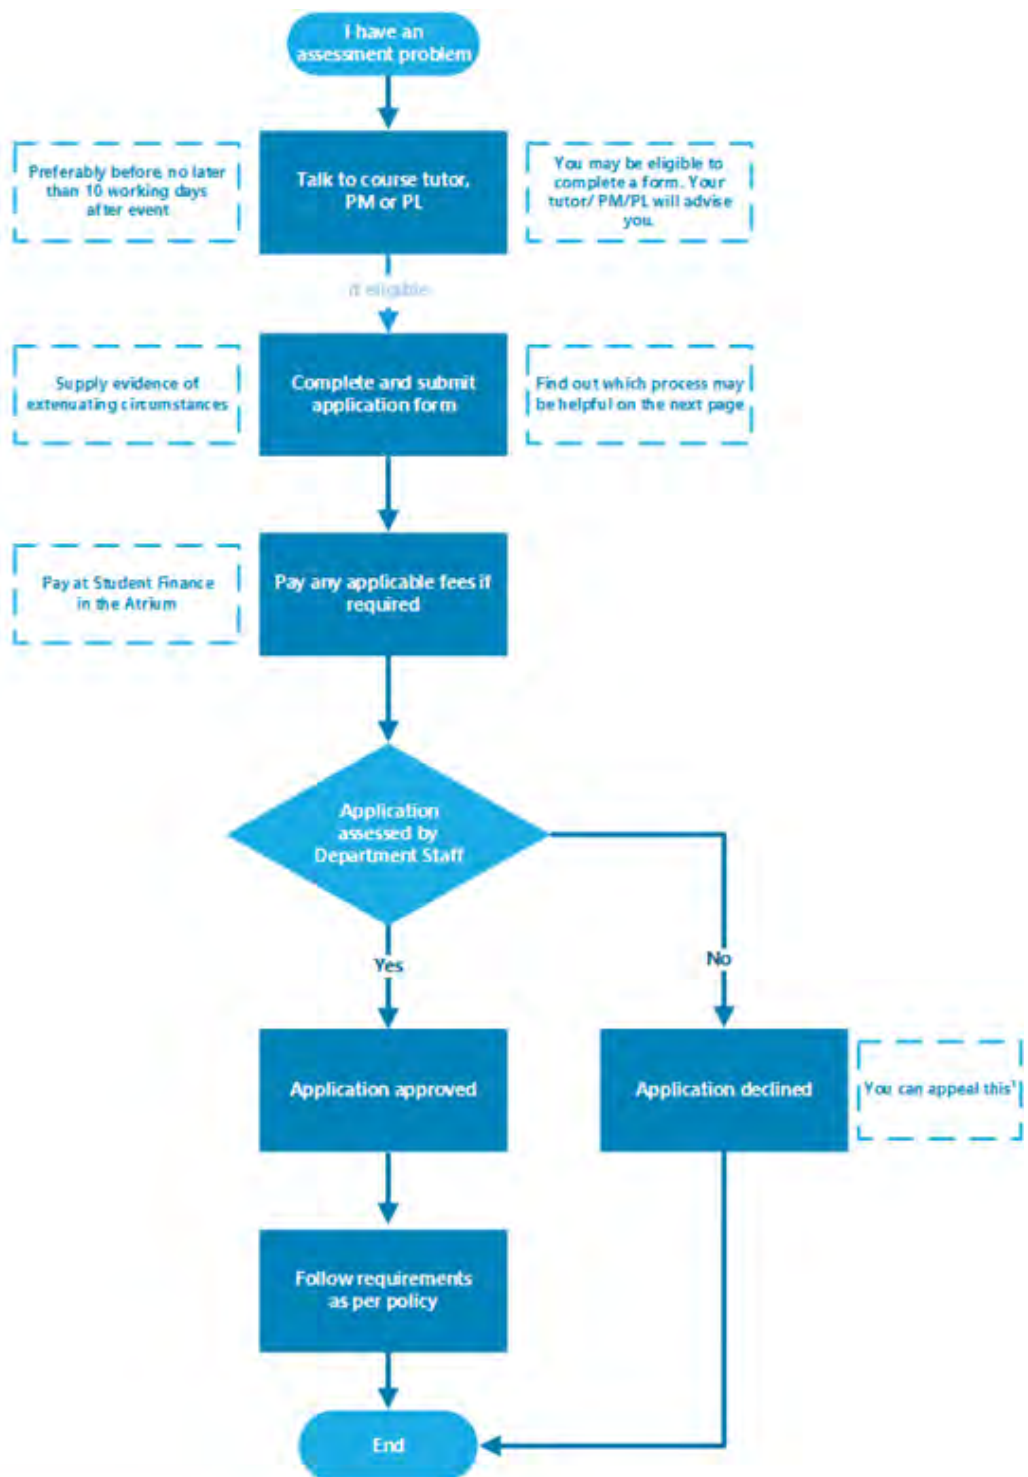 I have an
assessment problem
Preferably before, no later
than 10 working days
after event
Talk to course tutor,
PM or PL
You may be eligible to
complete a form. Your
tutor/ PM/PL will advise
you.
if eligible
Supply evidence of
extenuating circumstances
Complete and submit
application form
Find out which process may
be helpful on the next page
Pay at Student Finance
in the Atrium
Pay any applicable fees if
required
Application
assessed by
Department Staff
Yes
No
Application approved
Application declined
You can appeal this¹
Follow requirements
as per policy
End